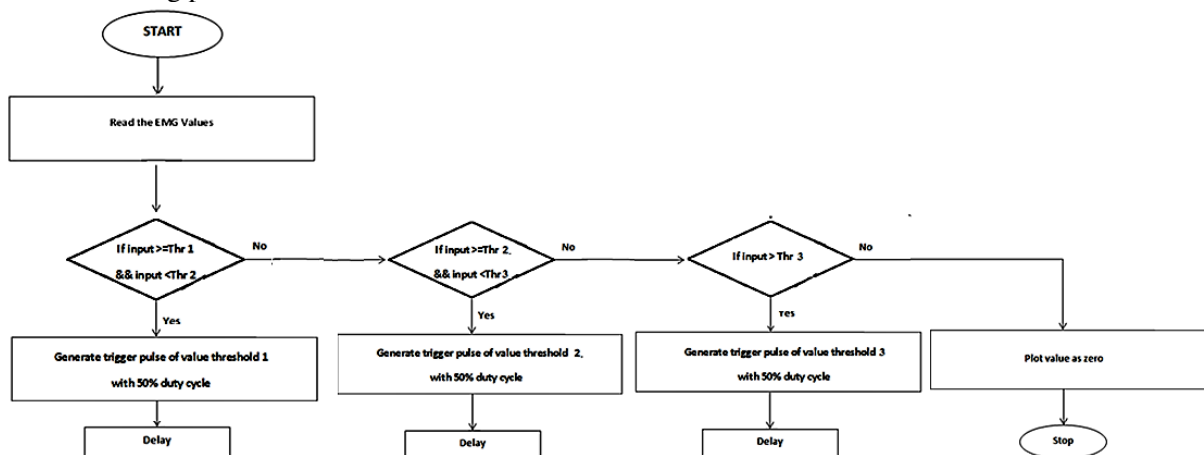 START
Read the EMG Values
If input >=Thr 1
&& input <Thr 2
No
If input >=Thr 2.
&& input <Thr3
No
If input > Thr 3
No
Yes
Yes
Yes
Generate trigger pulse of value threshold 1
with 50% duty cycle
Generate trigger pulse of value threshold 2.
with 50% duty cycle
Generate trigger pulse of value threshold 3
with 50% duty cycle
Plot value as zero
Delay
Delay
Delay
Stop